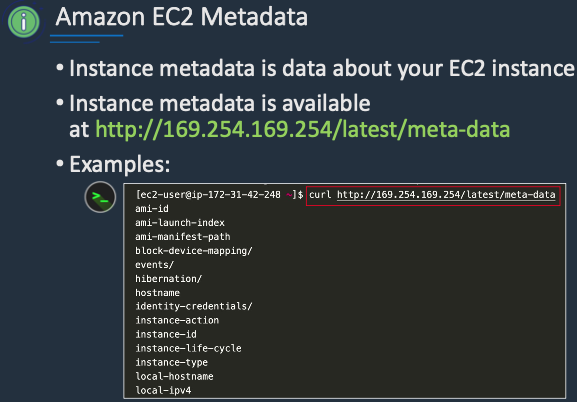 Amazon EC2 Metadata
• Instance metadata is data about your EC2 instance
• Instance metadata is available
at http://169.254.169.254/latest/meta-data
• Examples:
[ec2-user@ip-172-31-42-248 ~]$ curl http://169.254.169.254/latest/meta-data
ami-id
ami-launch-index
ami-manifest-path
block-device-mapping/
events/
hibernation/
hostname
identity-credentials/
instance-action
instance-id
instance-life-cycle
instance-type
local-hostname
local-ipv4